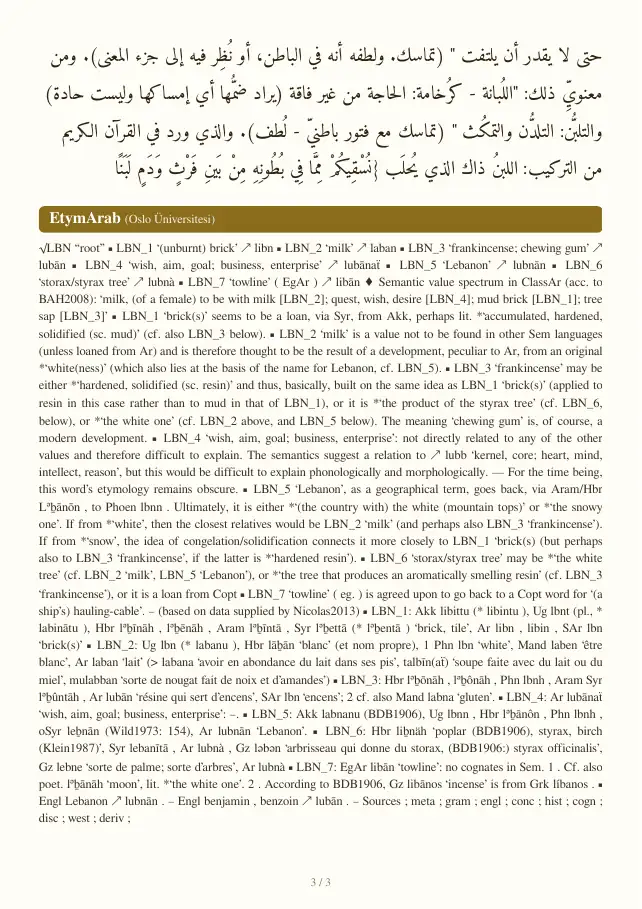 حتى لا يقدر أن يلتفت " (تماسك. ولطفه أنه في الباطن، أو نُظِر فيه إلى جزء المعنى). ومن
معنويِّ ذلك: "اللُبانة - كرُخامة: الحاجة من غير فاقة (يراد ضمُّها أي إمساكها وليست حادة)
والتلبُّن: التلدُّن والتمكُث " (تماسك مع فتور باطنيّ - لُطف). والذي ورد في القرآن الكريم
من التركيب: اللبنُ ذاك الذي يُحلَب {نُسْقِيكُمْ مِمَّا فِي بُطُونِهِ مِنْ بَينِ فَرْثٍ وَدَمٍ لَبَنًا
EtymArab (Oslo Üniversitesi)
√LBN “root” ▪ LBN_1 ‘(unburnt) brick’ ↗ libn ▪ LBN_2 ‘milk’ ↗ laban ▪ LBN_3 ‘frankincense; chewing gum’ ↗
lubān ▪ LBN_4 ‘wish, aim, goal; business, enterprise’ ↗ lubānaẗ ▪ LBN_5 ‘Lebanon’ ↗ lubnān ▪ LBN_6
‘storax/styrax tree’ ↗ lubnà ▪ LBN_7 ‘towline’ ( EgAr ) ↗ libān ♦ Semantic value spectrum in ClassAr (acc. to
BAH2008): ‘milk, (of a female) to be with milk [LBN_2]; quest, wish, desire [LBN_4]; mud brick [LBN_1]; tree
sap [LBN_3]’ ▪ LBN_1 ‘brick(s)’ seems to be a loan, via Syr, from Akk, perhaps lit. *‘accumulated, hardened,
solidified (sc. mud)’ (cf. also LBN_3 below). ▪ LBN_2 ‘milk’ is a value not to be found in other Sem languages
(unless loaned from Ar) and is therefore thought to be the result of a development, peculiar to Ar, from an original
*‘white(ness)’ (which also lies at the basis of the name for Lebanon, cf. LBN_5). ▪ LBN_3 ‘frankincense’ may be
either *‘hardened, solidified (sc. resin)’ and thus, basically, built on the same idea as LBN_1 ‘brick(s)’ (applied to
resin in this case rather than to mud in that of LBN_1), or it is *‘the product of the styrax tree’ (cf. LBN_6,
below), or *‘the white one’ (cf. LBN_2 above, and LBN_5 below). The meaning ‘chewing gum’ is, of course, a
modern development. ▪ LBN_4 ‘wish, aim, goal; business, enterprise’: not directly related to any of the other
values and therefore difficult to explain. The semantics suggest a relation to ↗ lubb ‘kernel, core; heart, mind,
intellect, reason’, but this would be difficult to explain phonologically and morphologically. — For the time being,
this word’s etymology remains obscure. ▪ LBN_5 ‘Lebanon’, as a geographical term, goes back, via Aram/Hbr
Lᵊḇānōn , to Phoen lbnn . Ultimately, it is either *‘(the country with) the white (mountain tops)’ or *‘the snowy
one’. If from *‘white’, then the closest relatives would be LBN_2 ‘milk’ (and perhaps also LBN_3 ‘frankincense’).
If from *‘snow’, the idea of congelation/solidification connects it more closely to LBN_1 ‘brick(s) (but perhaps
also to LBN_3 ‘frankincense’, if the latter is *‘hardened resin’). ▪ LBN_6 ‘storax/styrax tree’ may be *‘the white
tree’ (cf. LBN_2 ‘milk’, LBN_5 ‘Lebanon’), or *‘the tree that produces an aromatically smelling resin’ (cf. LBN_3
‘frankincense’), or it is a loan from Copt ▪ LBN_7 ‘towline’ ( eg. ) is agreed upon to go back to a Copt word for ‘(a
ship’s) hauling-cable’. – (based on data supplied by Nicolas2013) ▪ LBN_1: Akk libittu (* libintu ), Ug lbnt (pl., *
labinātu ), Hbr lᵊḇīnāh , lᵊḇēnāh , Aram lᵊḇīntā , Syr lᵊḇettā (* lᵊḇentā ) ‘brick, tile’, Ar libn , libin , SAr lbn
‘brick(s)’ ▪ LBN_2: Ug lbn (* labanu ), Hbr lāḇān ‘blanc’ (et nom propre), 1 Phn lbn ‘white’, Mand laben ‘être
blanc’, Ar laban ‘lait’ (> labana ‘avoir en abondance du lait dans ses pis’, talbīn(aẗ) ‘soupe faite avec du lait ou du
miel’, mulabban ‘sorte de nougat fait de noix et d’amandes’) ▪ LBN_3: Hbr lᵊḇōnāh , lᵊḇōnāh , Phn lbnh , Aram Syr
lᵊḇūntāh , Ar lubān ‘résine qui sert d’encens’, SAr lbn ‘encens’; 2 cf. also Mand labna ‘gluten’. ▪ LBN_4: Ar lubānaẗ
‘wish, aim, goal; business, enterprise’: –. ▪ LBN_5: Akk labnanu (BDB1906), Ug lbnn , Hbr lᵊḇānôn , Phn lbnh ,
oSyr leḇnān (Wild1973: 154), Ar lubnān ‘Lebanon’. ▪ LBN_6: Hbr liḇnäh ‘poplar (BDB1906), styrax, birch
(Klein1987)’, Syr lebanītā , Ar lubnà , Gz ləbən ‘arbrisseau qui donne du storax, (BDB1906:) styrax officinalis’,
Gz lebne ‘sorte de palme; sorte d’arbres’, Ar lubnà ▪ LBN_7: EgAr libān ‘towline’: no cognates in Sem. 1 . Cf. also
poet. lᵊḇānāh ‘moon’, lit. *‘the white one’. 2 . According to BDB1906, Gz libānos ‘incense’ is from Grk líbanos . ▪
Engl Lebanon ↗ lubnān . – Engl benjamin , benzoin ↗ lubān . – Sources ; meta ; gram ; engl ; conc ; hist ; cogn ;
disc ; west ; deriv ;
3 / 3